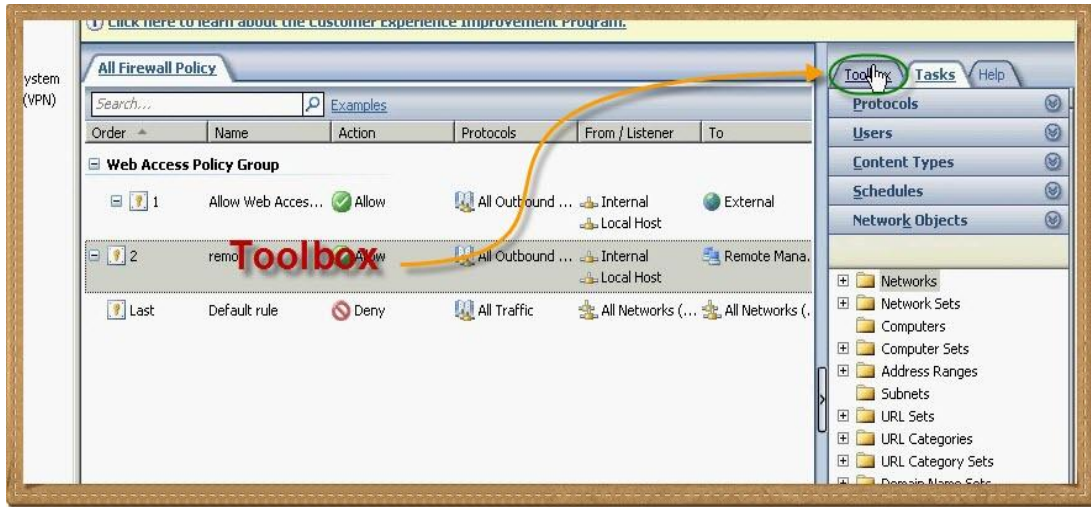 Click here to learn about the Customer Experience Improvement Program.
ystem
(VPN)
All Firewall Policy
Search...
Examples
Order
Name
Action
Protocols
From / Listener
To
Web Access Policy Group
1
Allow Web Acces...
Allow
All Outbound ...
Internal
External
Local Host
2
remo
Toolbox
All Outbound ...
Internal
Remote Mana.
Local Host
Last
Default rule
Deny
All Traffic
All Networks (...
All Networks (.
Tasks
Help
Protocols
Users
Content Types
Schedules
Network Objects
Networks
Network Sets
Computers
Computer Sets
Address Ranges
Subnets
URL Sets
URL Categories
URL Category Sets
Domain Name Sets